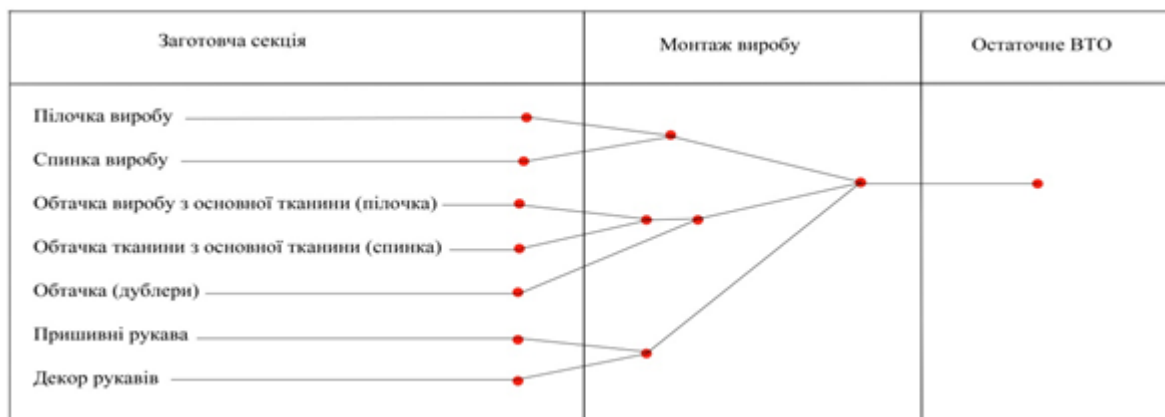 Заготовча секція
Монтаж виробу
Остаточне ВТО
Пілочка виробу
Спинка виробу
Обтачка виробу з основної тканини (пілочка)
Обтачка тканини з основної тканини (спинка)
Обтачка (дублери)
Пришивні рукава
Декор рукавів